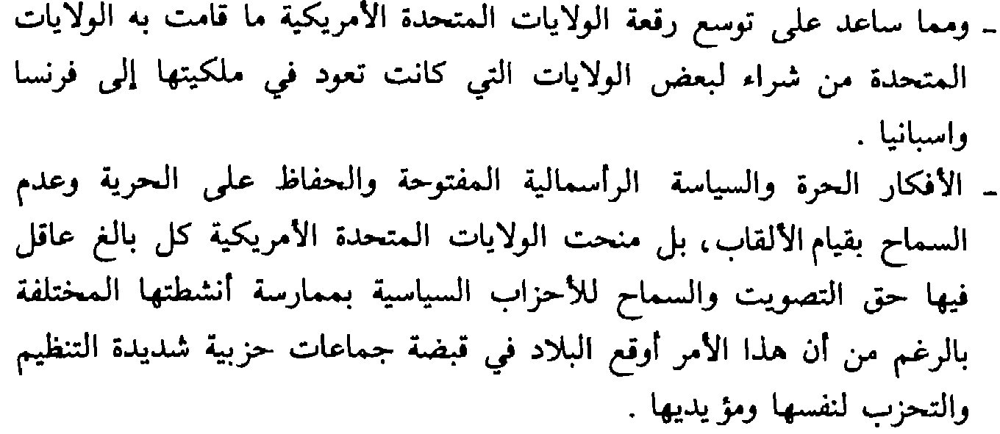 ـ ومما ساعد على توسع رقعة الولايات المتحدة الأمريكية ما قامت به الولايات
المتحدة من شراء لبعض الولايات التي كانت تعود في ملكيتها إلى فرنسا
واسبانيا .
ـ الأفكار الحرة والسياسة الرأسمالية المفتوحة والحفاظ على الحرية وعدم
السماح بقيام الألقاب، بل منحت الولايات المتحدة الأمريكية كل بالغ عاقل
فيها حق التصويت والسماح للأحزاب السياسية بممارسة أنشطتها المختلفة
بالرغم من أن هذا الأمر أوقع البلاد في قبضة جماعات حزبية شديدة التنظيم
والتحزب لنفسها ومؤيديها .